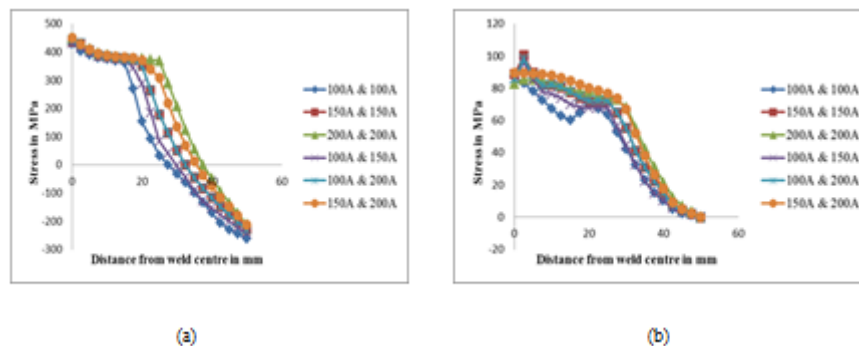 500
400
300
200
100
0
-100
-200
-300
0 20 40 60
Stress in MPa
Distance from weld centre in mm
100A & 100A
150A & 150A
200A & 200A
100A & 150A
100A & 200A
150A & 200A
(a)
120
100
80
60
40
20
0
-20
0 20 40 60
Stress in MPa
Distance from weld centre in mm
100A & 100A
150A & 150A
200A & 200A
100A & 150A
100A & 200A
150A & 200A
(b)